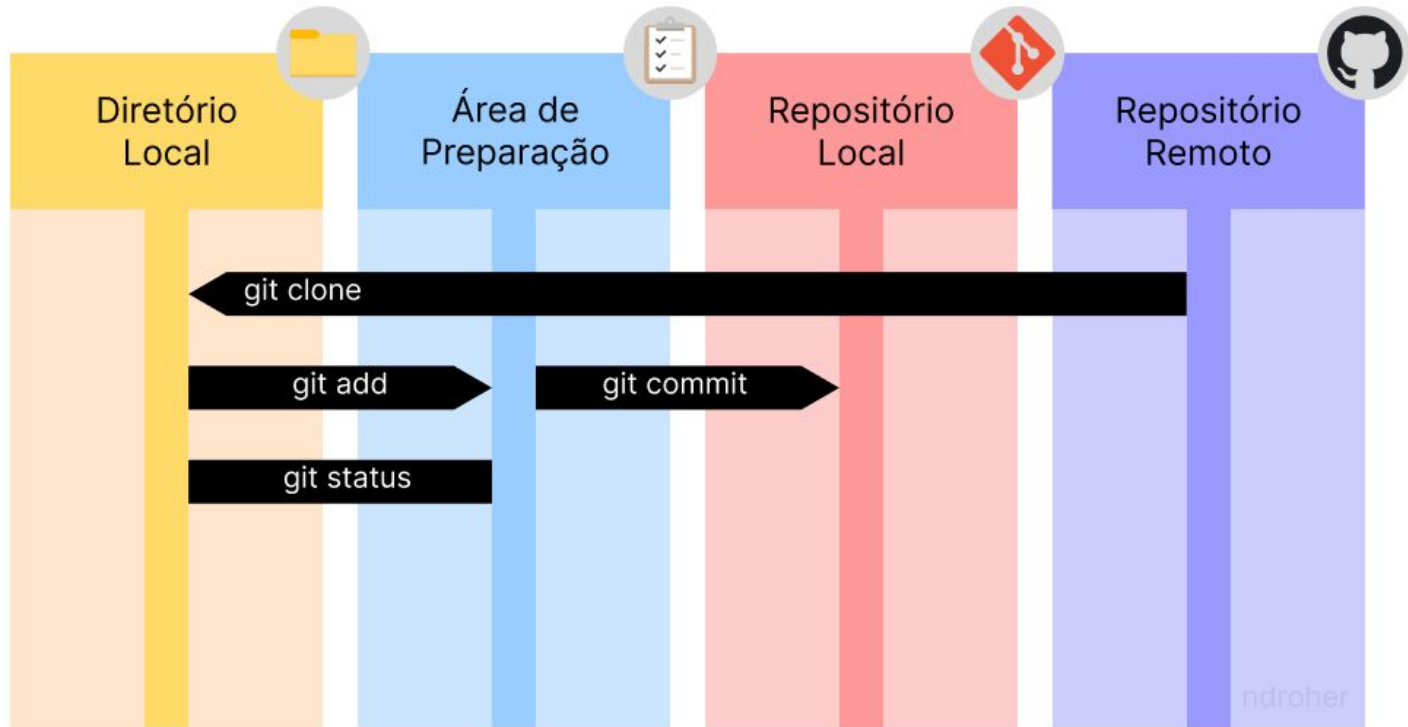 Diretório
Local
Área de
Preparação
Repositório
Local
Repositório
Remoto
git clone
git add
git commit
git status
ndroher